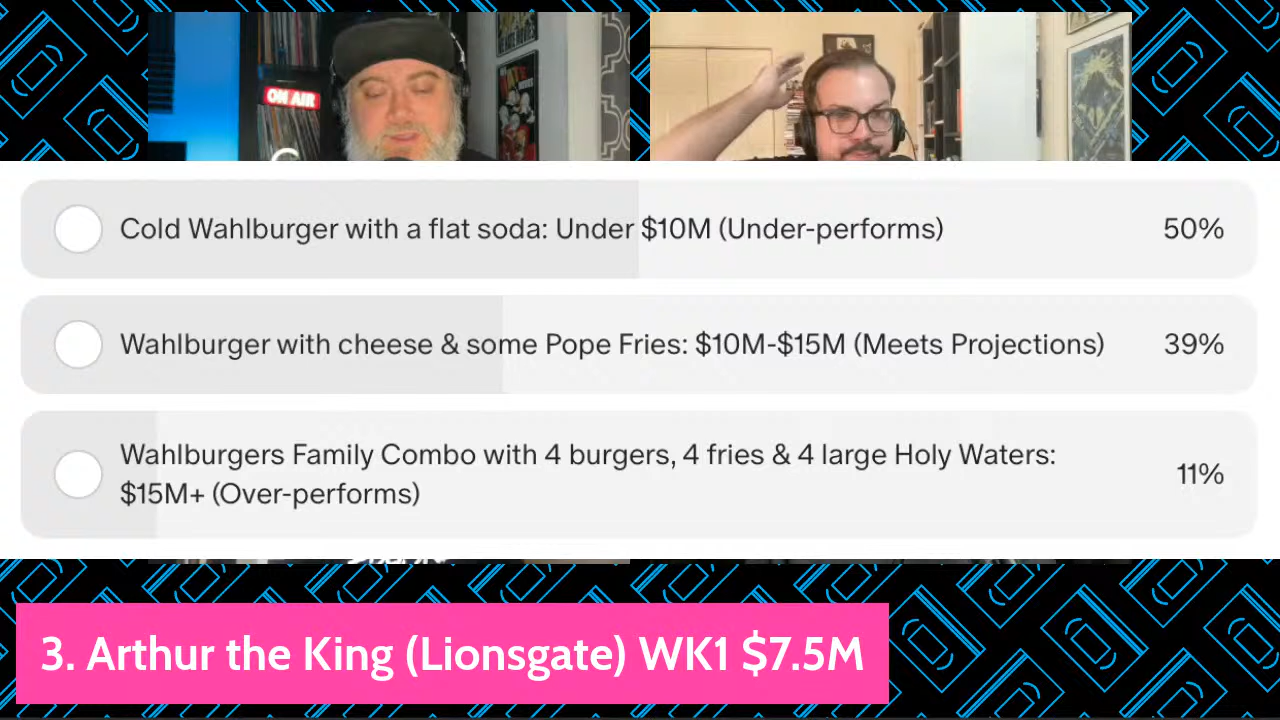 ON AIR
Cold Wahlburger with a flat soda: Under $10M (Under-performs)
50%
Wahlburger with cheese & some Pope Fries: $10M-$15M (Meets Projections)
39%
Wahlburgers Family Combo with 4 burgers, 4 fries & 4 large Holy Waters:
$15M+ (Over-performs)
11%
3. Arthur the King (Lionsgate) WK1 $7.5M